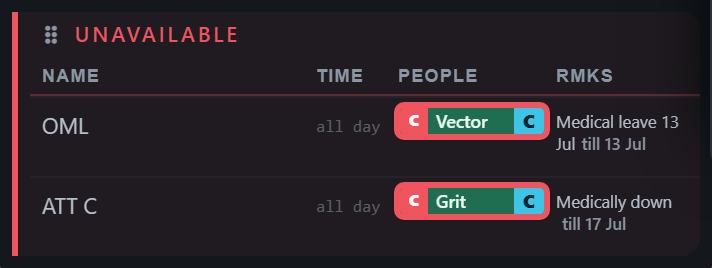 UNAVAILABLE
NAME TIME PEOPLE RMKS
OML all day C Vector C Medical leave 13
Jul till 13 Jul
ATT C all day C Grit C Medically down
till 17 Jul